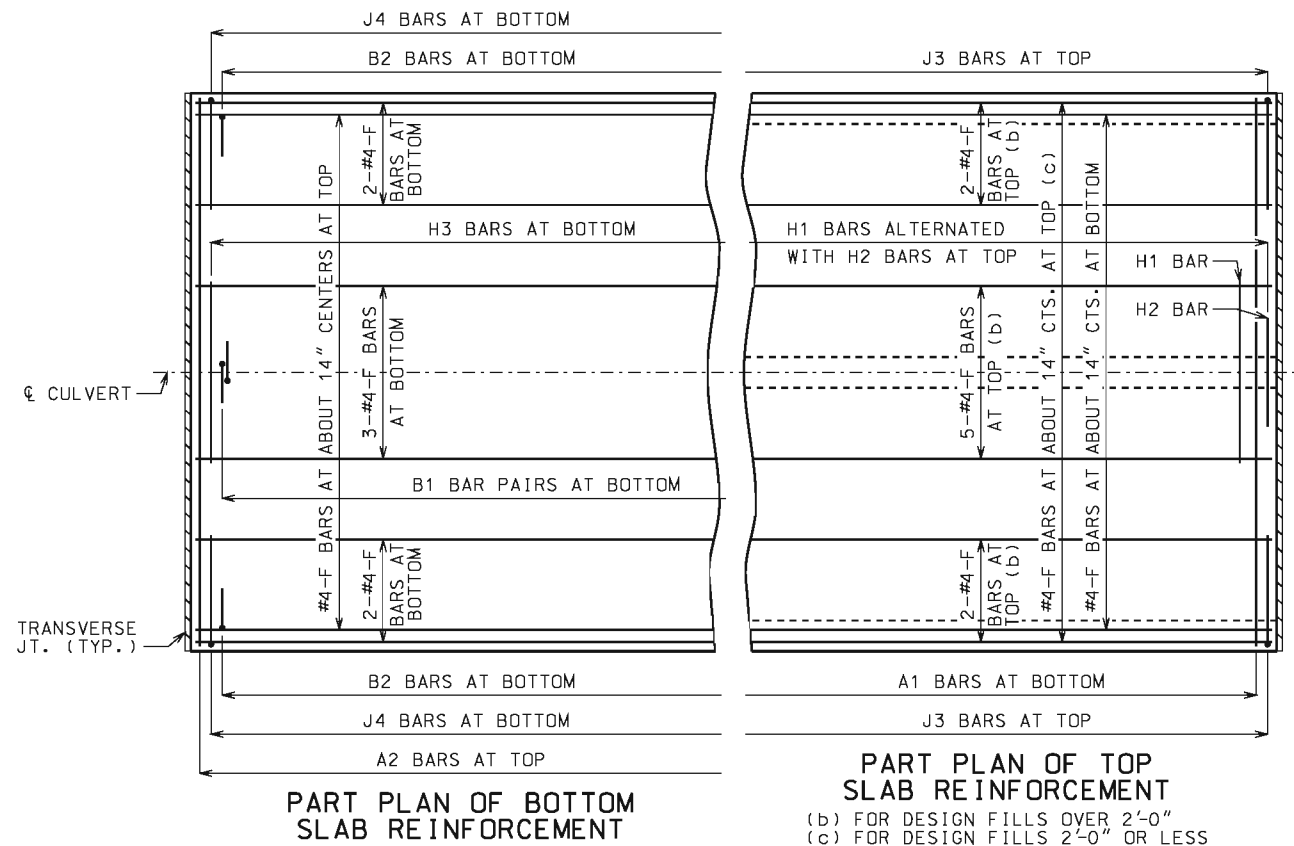 J4 BARS AT BOTTOM
B2 BARS AT BOTTOM
J3 BARS AT TOP
2-#4-F
BARS AT
BOTTOM
2-#4-F
BARS AT
TOP (b)
H3 BARS AT BOTTOM
H1 BARS ALTERNATED
WITH H2 BARS AT TOP
H1 BAR
H2 BAR
#4-F BARS AT ABOUT 14" CENTERS AT TOP
3-#4-F BARS
AT BOTTOM
5-#4-F BARS
AT TOP (b)
#4-F BARS AT ABOUT 14" CTS. AT TOP (c)
#4-F BARS AT ABOUT 14" CTS. AT BOTTOM
℄ CULVERT
B1 BAR PAIRS AT BOTTOM
2-#4-F
BARS AT
BOTTOM
2-#4-F
BARS AT
TOP (b)
TRANSVERSE
JT. (TYP.)
B2 BARS AT BOTTOM
A1 BARS AT BOTTOM
J4 BARS AT BOTTOM
J3 BARS AT TOP
A2 BARS AT TOP
PART PLAN OF BOTTOM
SLAB REINFORCEMENT
PART PLAN OF TOP
SLAB REINFORCEMENT
(b) FOR DESIGN FILLS OVER 2'-0"
(c) FOR DESIGN FILLS 2'-0" OR LESS